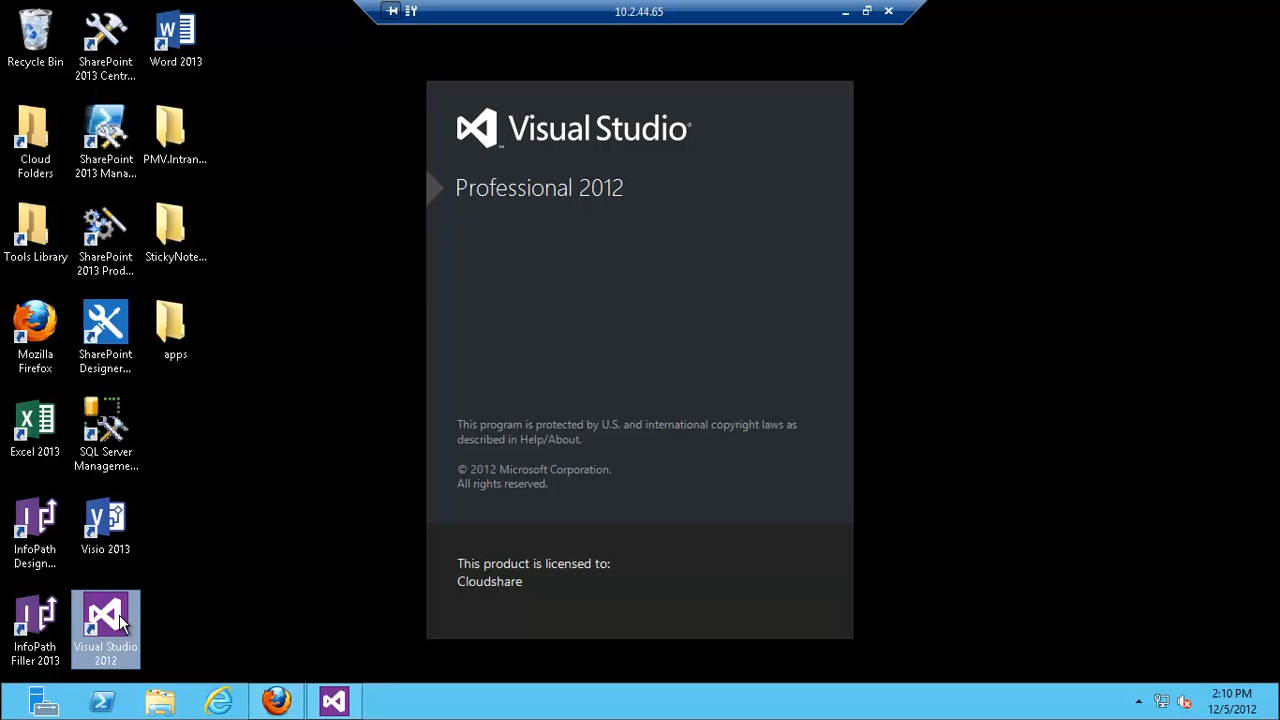 10.2.44.65
Recycle Bin
SharePoint
2013 Centr...
Word 2013
Cloud
Folders
SharePoint
2013 Mana...
PMV.Intran...
Tools Library
SharePoint
2013 Prod...
StickyNote...
Mozilla
Firefox
SharePoint
Designer...
apps
Excel 2013
SQL Server
Manageme...
InfoPath
Design...
Visio 2013
InfoPath
Filler 2013
Visual Studio
2012
Visual Studio®
™
Professional 2012
This program is protected by U.S. and international copyright laws as
described in Help/About.
© 2012 Microsoft Corporation.
All rights reserved.
This product is licensed to:
Cloudshare
2:10 PM
12/5/2012